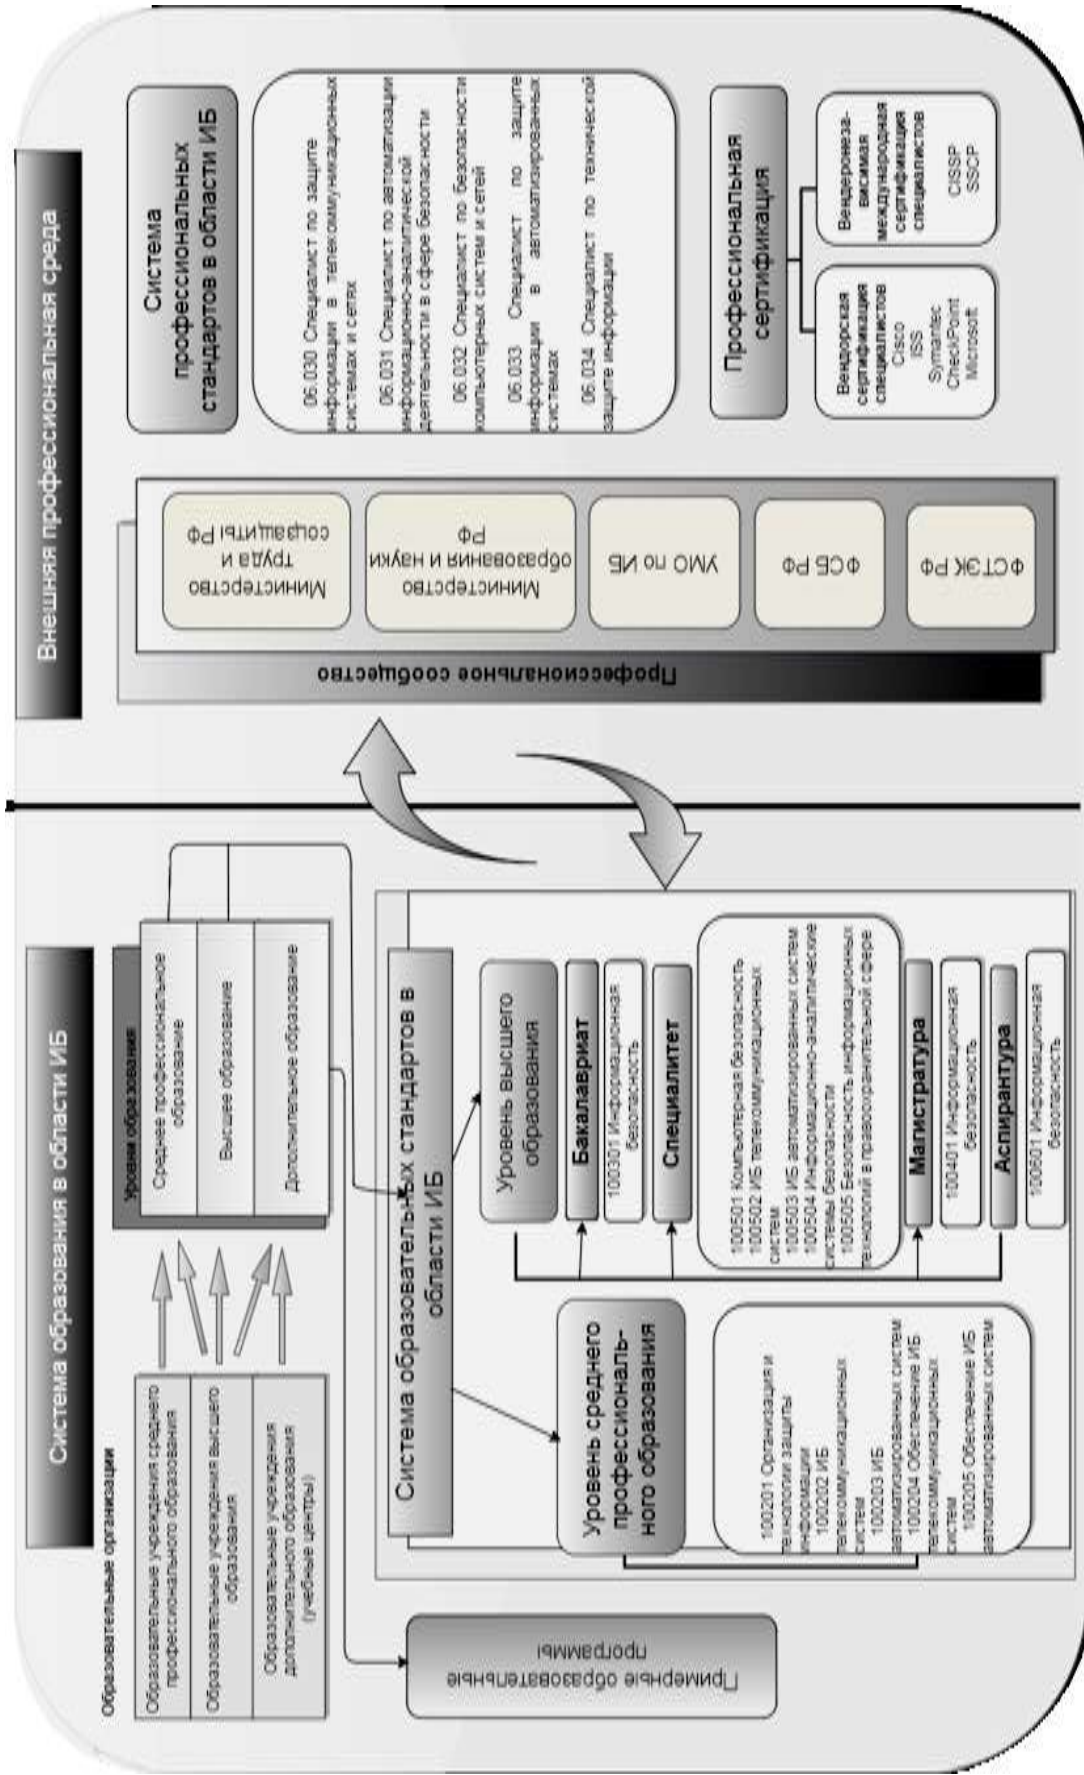 Система образования в области ИБ
Образовательные организации
Образовательные учреждения среднего
профессионального образования
Образовательные учреждения высшего
образования
Образовательные учреждения
дополнительного образования
(учебные центры)
Уровни образования
Среднее профессиональное
образование
Высшее образование
Дополнительное образование
Примерные образовательные
программы
Система образовательных стандартов в
области ИБ
Уровень среднего
профессиональ-
ного образования
100201 Организация и
технологии защиты
информации
100202 ИБ
телекоммуникационных
систем
100203 ИБ
автоматизированных систем
100204 Обеспечение ИБ
телекоммуникационных
систем
100205 Обеспечение ИБ
автоматизированных систем
Уровень высшего
образования
Бакалавриат
100301 Информационная
безопасность
Специалитет
100501 Компьютерная безопасность
100502 ИБ телекоммуникационных
систем
100503 ИБ автоматизированных систем
100504 Информационно-аналитические
системы безопасности
100505 Безопасность информационных
технологий в правоохранительной сфере
Магистратура
100401 Информационная
безопасность
Аспирантура
100601 Информационная
безопасность
Внешняя профессиональная среда
Профессиональное сообщество
Министерство
труда и
соцзащиты РФ
Министерство
образования и науки
РФ
УМО по ИБ
ФСБ РФ
ФСТЭК РФ
Система
профессиональных
стандартов в области ИБ
06.030 Специалист по защите
информации в телекоммуникационных
системах и сетях
06.031 Специалист по автоматизации
информационно-аналитической
деятельности в сфере безопасности
06.032 Специалист по безопасности
компьютерных систем и сетей
06.033 Специалист по защите
информации в автоматизированных
системах
06.034 Специалист по технической
защите информации
Профессиональная
сертификация
Вендорская
сертификация
специалистов
Cisco
ISS
Symantec
CheckPoint
Microsoft
Вендеронеза-
висимая
международная
сертификация
специалистов
CISSP
SSCP